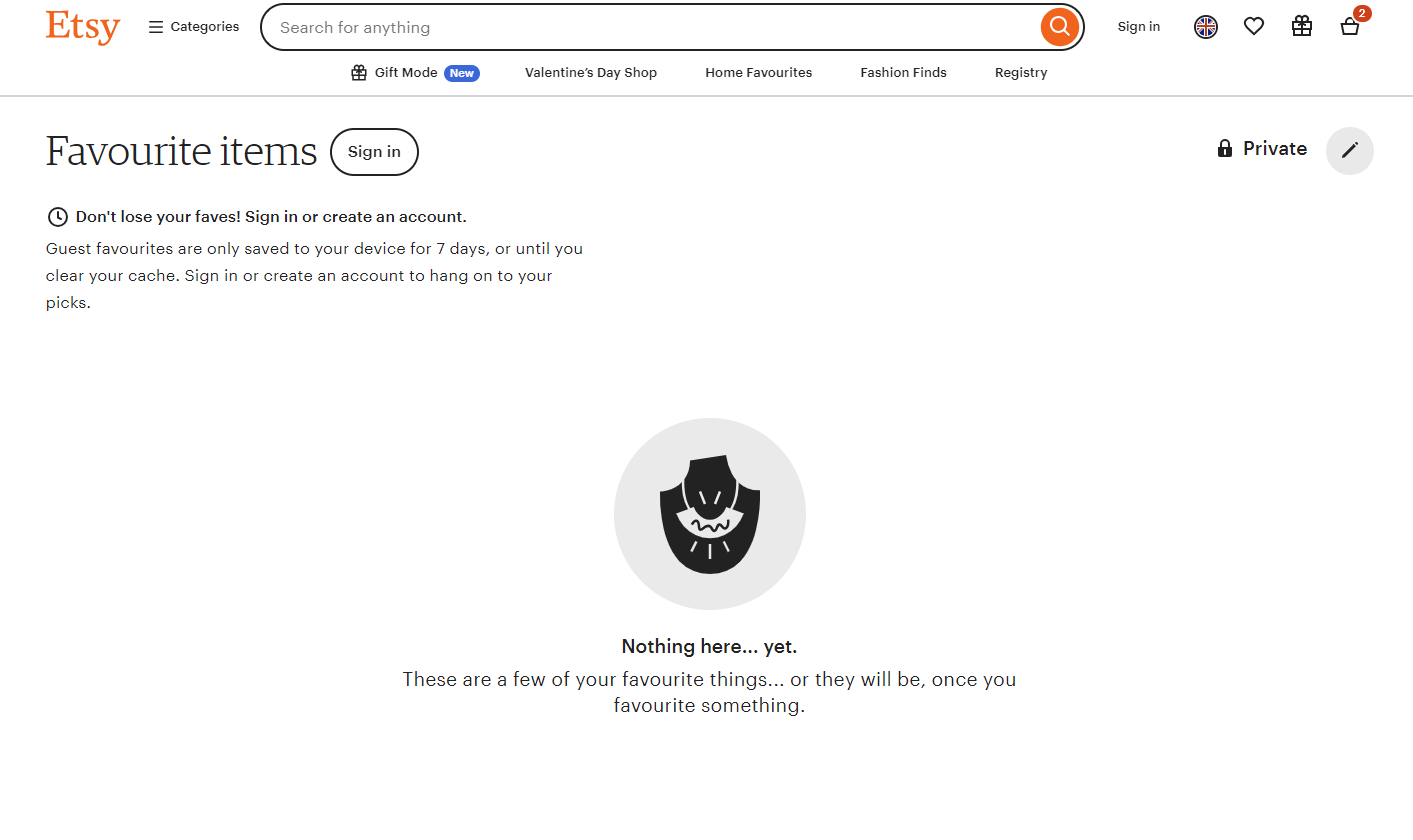 Etsy
Categories
Search for anything
Sign in
2
Gift Mode New
Valentine’s Day Shop
Home Favourites
Fashion Finds
Registry
Favourite items
Sign in
Private
Don't lose your faves! Sign in or create an account.
Guest favourites are only saved to your device for 7 days, or until you
clear your cache. Sign in or create an account to hang on to your
picks.
Nothing here... yet.
These are a few of your favourite things... or they will be, once you
favourite something.